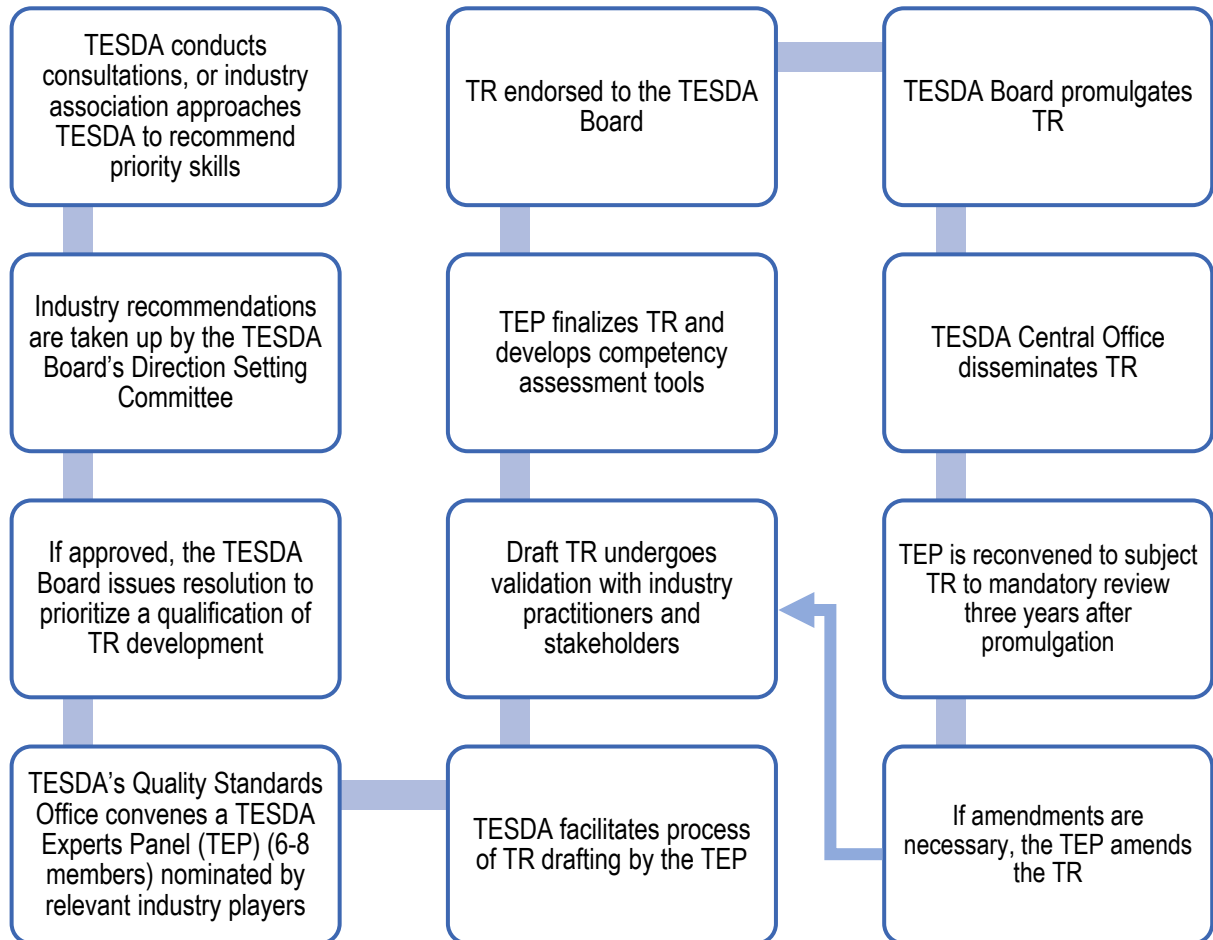 TESDA conducts
consultations, or industry
association approaches
TESDA to recommend
priority skills
Industry recommendations
are taken up by the TESDA
Board’s Direction Setting
Committee
If approved, the TESDA
Board issues resolution to
prioritize a qualification of
TR development
TESDA’s Quality Standards
Office convenes a TESDA
Experts Panel (TEP) (6-8
members) nominated by
relevant industry players
TESDA facilitates process
of TR drafting by the TEP
Draft TR undergoes
validation with industry
practitioners and
stakeholders
TEP finalizes TR and
develops competency
assessment tools
TR endorsed to the TESDA
Board
TESDA Board promulgates
TR
TESDA Central Office
disseminates TR
TEP is reconvened to subject
TR to mandatory review
three years after
promulgation
If amendments are
necessary, the TEP amends
the TR